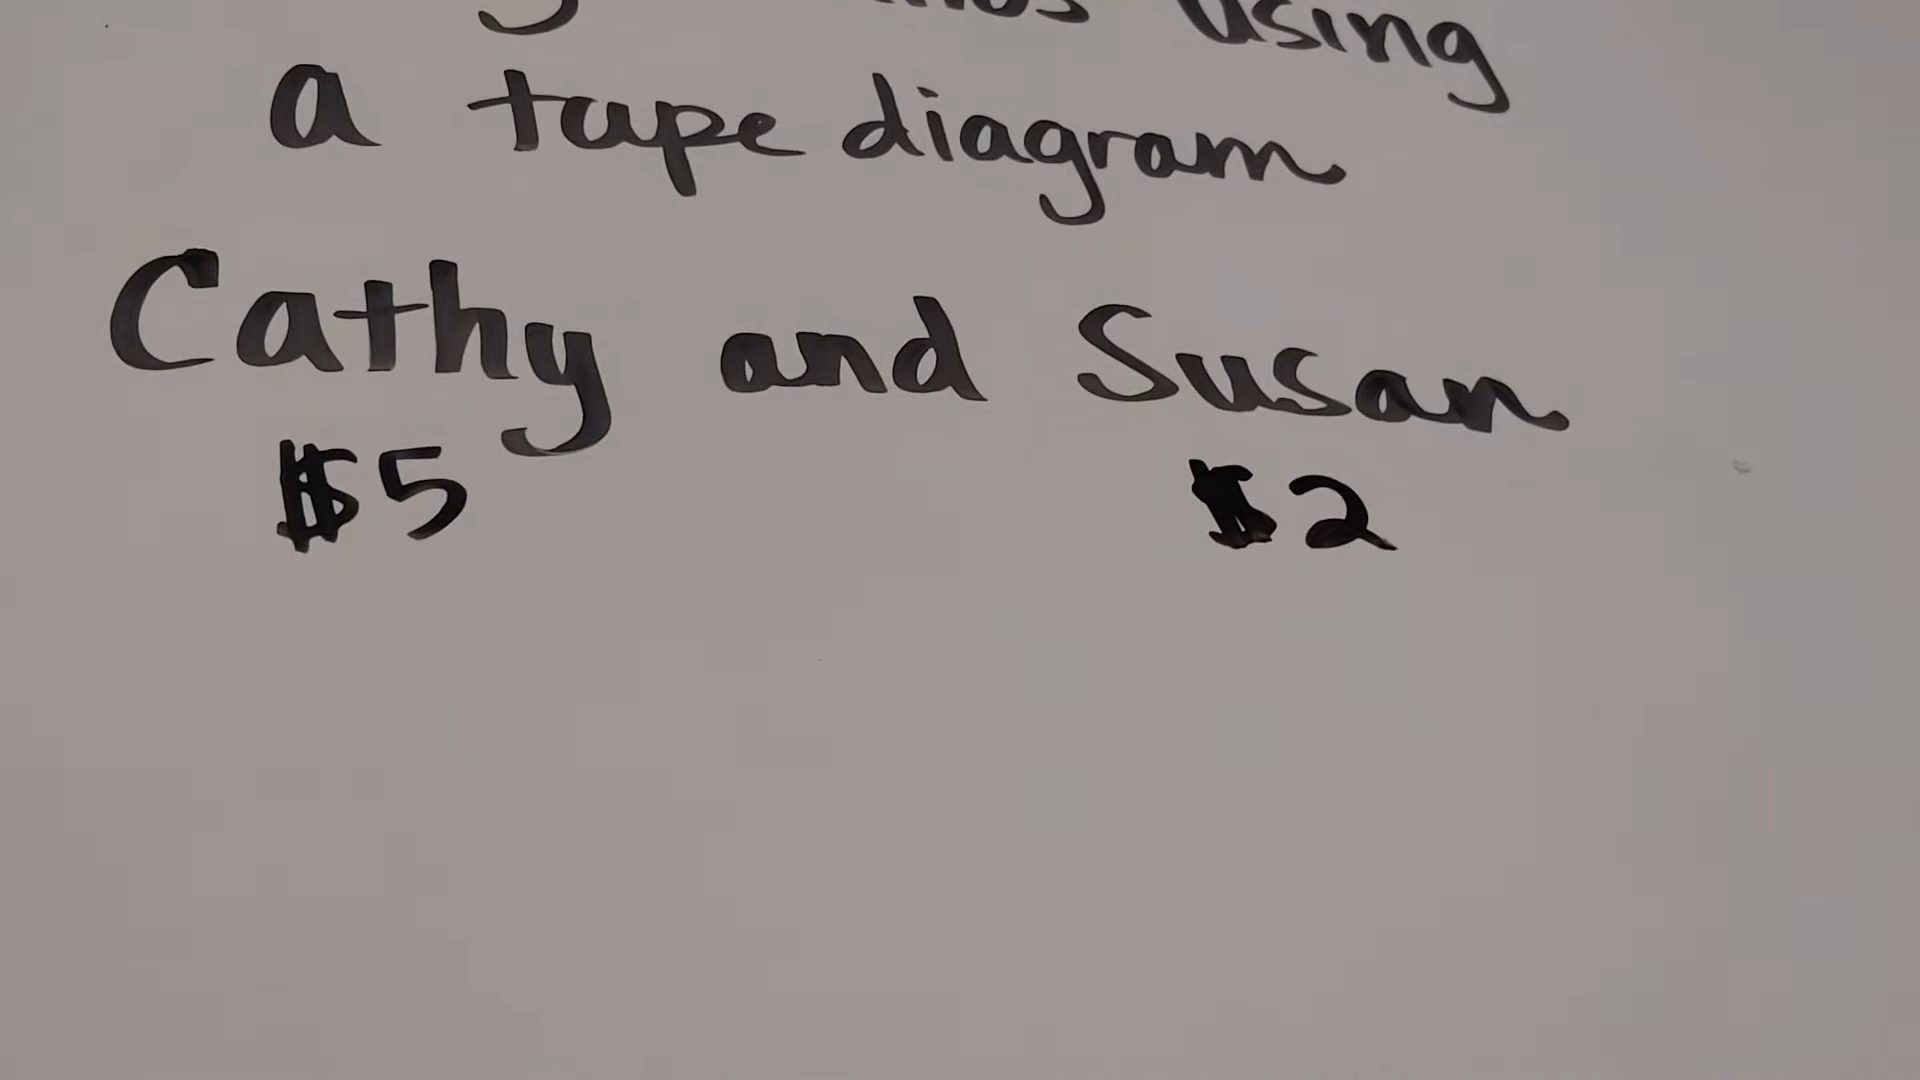 using
a tape diagram
Cathy and Susan
$5 $2